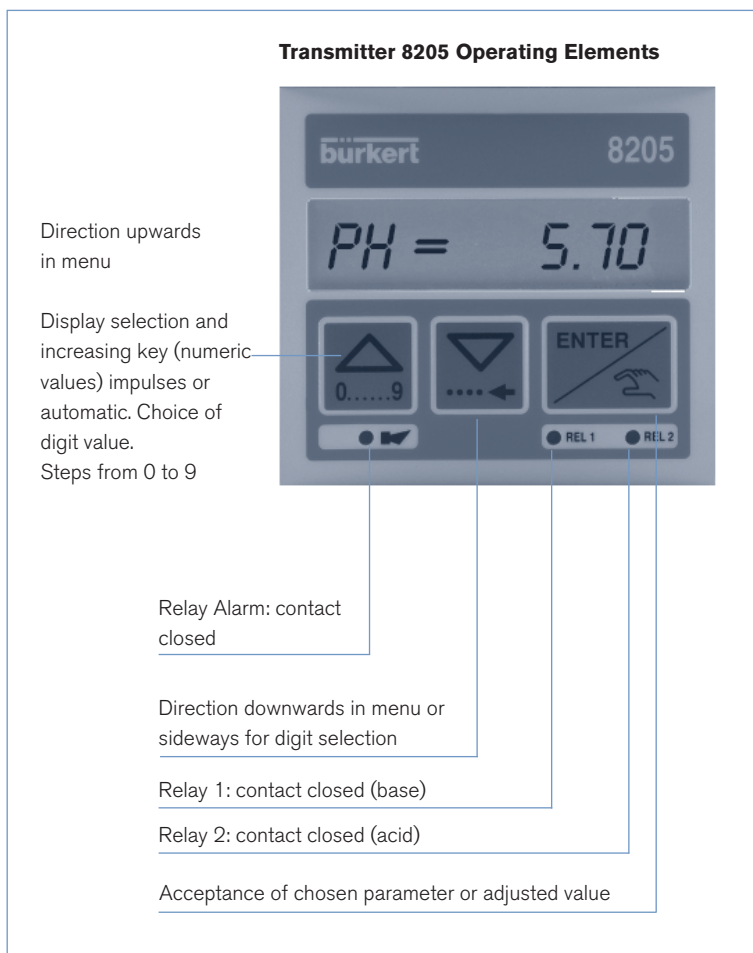 Transmitter 8205 Operating Elements
bürkert 8205
PH = 5.70
Direction upwards
in menu
Display selection and
increasing key (numeric
values) impulses or
automatic. Choice of
digit value.
Steps from 0 to 9
0......9
ENTER
REL 1 REL 2
Relay Alarm: contact
closed
Direction downwards in menu or
sideways for digit selection
Relay 1: contact closed (base)
Relay 2: contact closed (acid)
Acceptance of chosen parameter or adjusted value